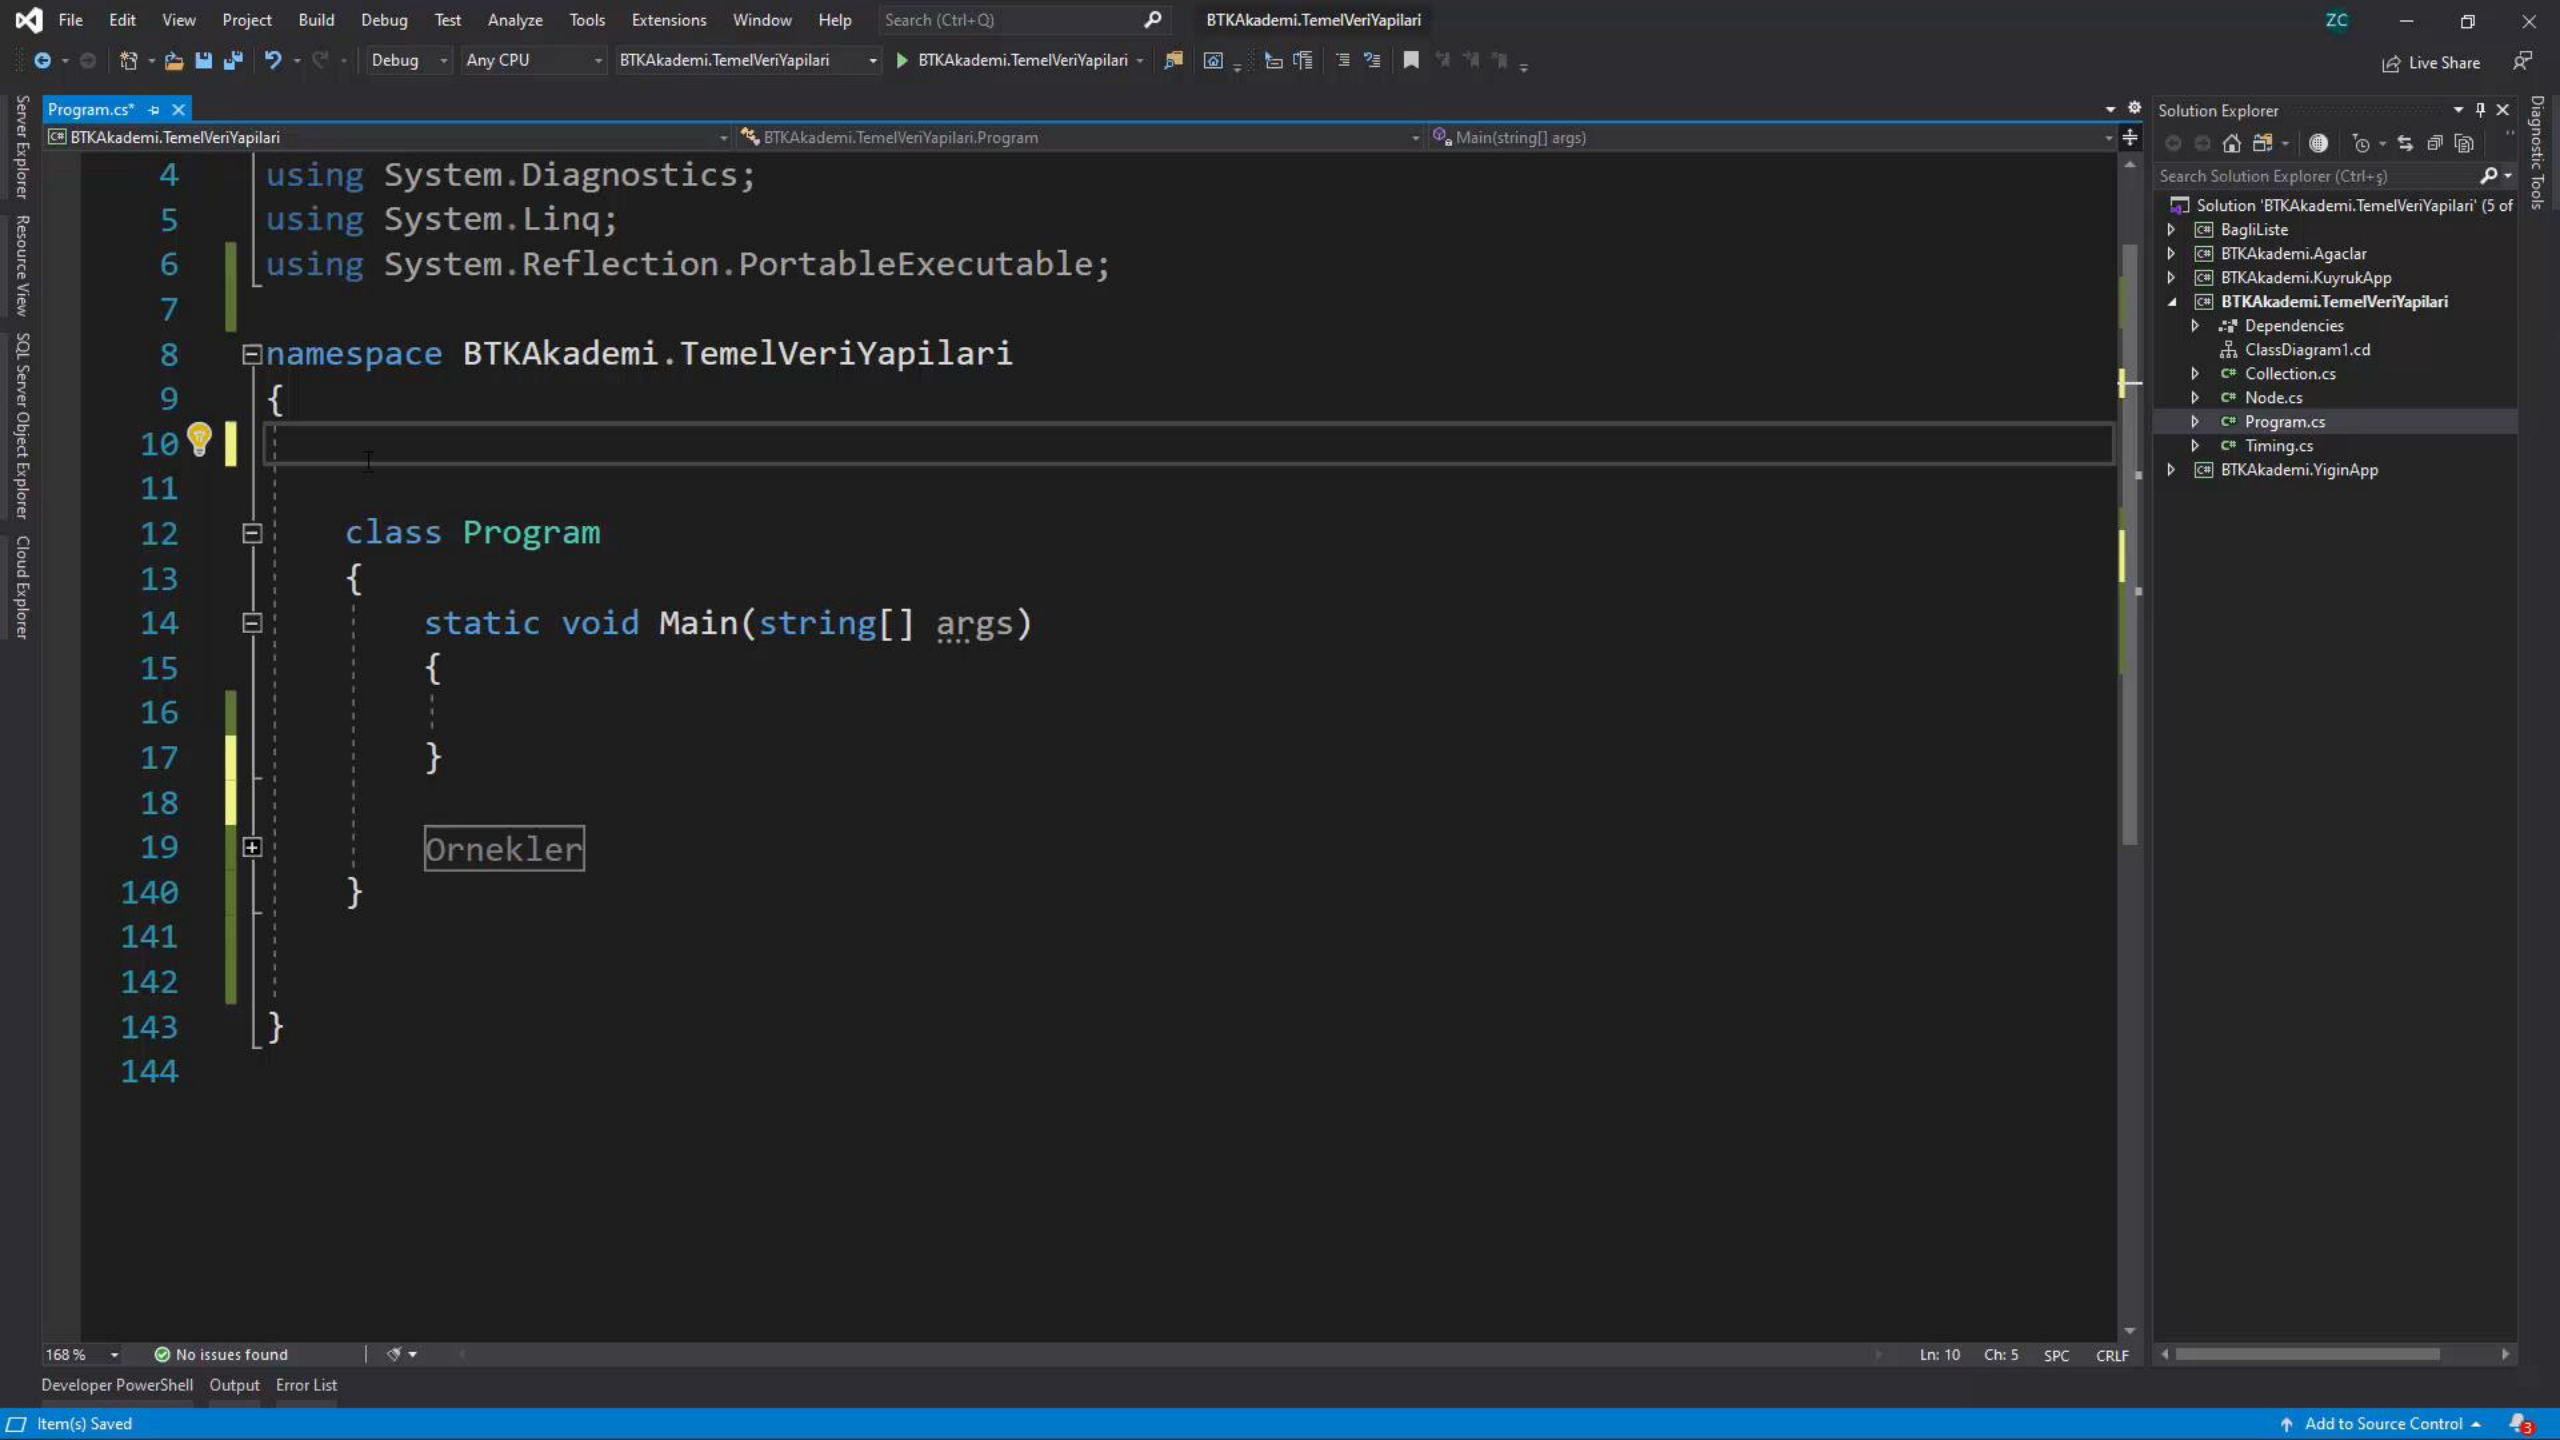 File Edit View Project Build Debug Test Analyze Tools Extensions Window Help Search (Ctrl+Q) BTKAkademi.TemelVeriYapilari ZC
Debug Any CPU BTKAkademi.TemelVeriYapilari BTKAkademi.TemelVeriYapilari Live Share
Server Explorer
Resource View
SQL Server Object Explorer
Cloud Explorer
Program.cs*
BTKAkademi.TemelVeriYapilari BTKAkademi.TemelVeriYapilari.Program Main(string[] args)
4 using System.Diagnostics;
5 using System.Linq;
6 using System.Reflection.PortableExecutable;
7
8 namespace BTKAkademi.TemelVeriYapilari
9 {
10
11
12 class Program
13 {
14 static void Main(string[] args)
15 {
16
17 }
18
19 Ornekler
140 }
141
142
143 }
144
168 % No issues found Ln: 10 Ch: 5 SPC CRLF
Developer PowerShell Output Error List
Item(s) Saved Add to Source Control 3
Solution Explorer
Search Solution Explorer (Ctrl+ş)
Solution 'BTKAkademi.TemelVeriYapilari' (5 of
C# BagliListe
C# BTKAkademi.Agaclar
C# BTKAkademi.KuyrukApp
C# BTKAkademi.TemelVeriYapilari
Dependencies
ClassDiagram1.cd
C# Collection.cs
C# Node.cs
C# Program.cs
C# Timing.cs
C# BTKAkademi.YiginApp
Diagnostic Tools